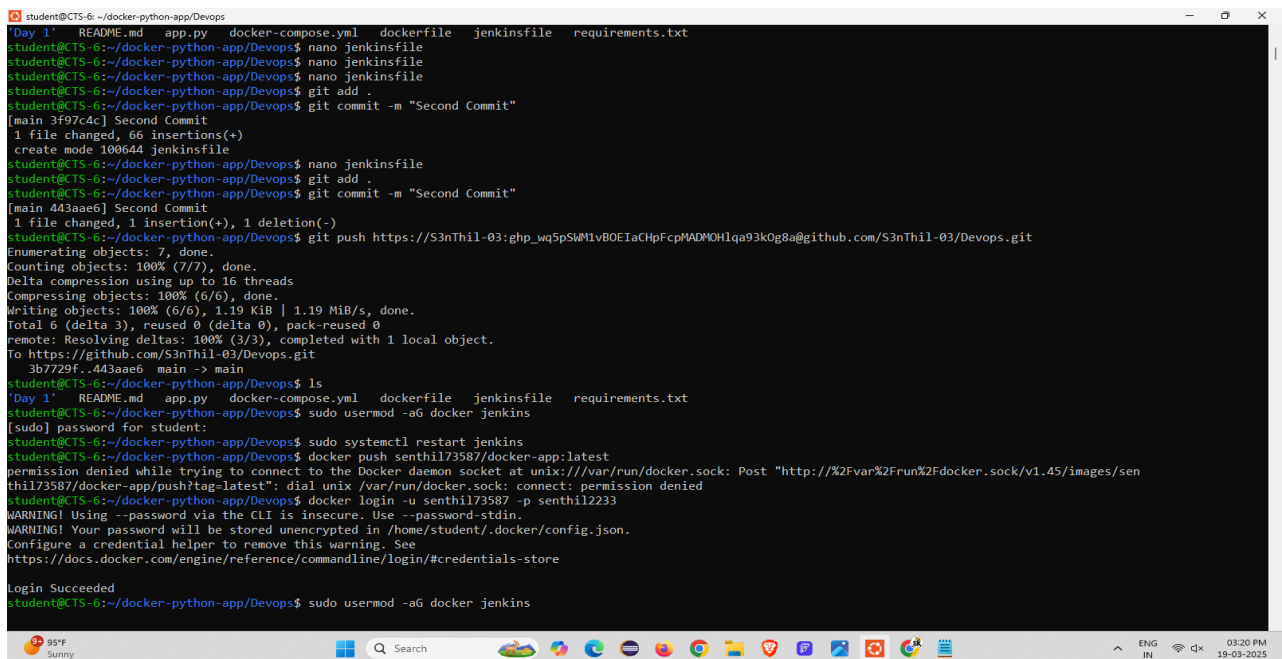 student@CTS-6: ~/docker-python-app/Devops
'Day 1'   README.md   app.py   docker-compose.yml   dockerfile   jenkinsfile   requirements.txt
student@CTS-6:~/docker-python-app/Devops$ nano jenkinsfile
student@CTS-6:~/docker-python-app/Devops$ nano jenkinsfile
student@CTS-6:~/docker-python-app/Devops$ nano jenkinsfile
student@CTS-6:~/docker-python-app/Devops$ git add .
student@CTS-6:~/docker-python-app/Devops$ git commit -m "Second Commit"
[main 3f97c4c] Second Commit
 1 file changed, 66 insertions(+)
 create mode 100644 jenkinsfile
student@CTS-6:~/docker-python-app/Devops$ nano jenkinsfile
student@CTS-6:~/docker-python-app/Devops$ git add .
student@CTS-6:~/docker-python-app/Devops$ git commit -m "Second Commit"
[main 443aae6] Second Commit
 1 file changed, 1 insertion(+), 1 deletion(-)
student@CTS-6:~/docker-python-app/Devops$ git push https://S3nThil-03: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@github.com/S3nThil-03/Devops.git
Enumerating objects: 7, done.
Counting objects: 100% (7/7), done.
Delta compression using up to 16 threads
Compressing objects: 100% (6/6), done.
Writing objects: 100% (6/6), 1.19 KiB | 1.19 MiB/s, done.
Total 6 (delta 3), reused 0 (delta 0), pack-reused 0
remote: Resolving deltas: 100% (3/3), completed with 1 local object.
To https://github.com/S3nThil-03/Devops.git
   3b7729f..443aae6  main -> main
student@CTS-6:~/docker-python-app/Devops$ ls
'Day 1'   README.md   app.py   docker-compose.yml   dockerfile   jenkinsfile   requirements.txt
student@CTS-6:~/docker-python-app/Devops$ sudo usermod -aG docker jenkins
[sudo] password for student:
student@CTS-6:~/docker-python-app/Devops$ sudo systemctl restart jenkins
student@CTS-6:~/docker-python-app/Devops$ docker push senthil73587/docker-app:latest
permission denied while trying to connect to the Docker daemon socket at unix:///var/run/docker.sock: Post "http://%2Fvar%2Frun%2Fdocker.sock/v1.45/images/sen
thil73587/docker-app/push?tag=latest": dial unix /var/run/docker.sock: connect: permission denied
student@CTS-6:~/docker-python-app/Devops$ docker login -u senthil73587 -p senthil2233
WARNING! Using --password via the CLI is insecure. Use --password-stdin.
WARNING! Your password will be stored unencrypted in /home/student/.docker/config.json.
Configure a credential helper to remove this warning. See
https://docs.docker.com/engine/reference/commandline/login/#credentials-store
Login Succeeded
student@CTS-6:~/docker-python-app/Devops$ sudo usermod -aG docker jenkins
9+
95°F
Sunny
Search
ENG
IN
03:20 PM
19-03-2025